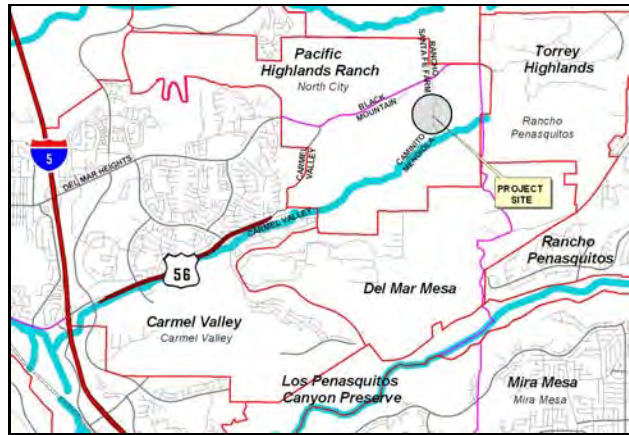 Pacific
Highlands Ranch
North City
RANCHO
SANTA FE FARM
Torrey
Highlands
BLACK
MOUNTAIN
Rancho
Penasquitos
5
DEL MAR HEIGHTS
CARMEL
VALLEY
CAMINITO
MENDIOLA
PROJECT
SITE
CARMEL VALLEY
56
Rancho
Penasquitos
Del Mar Mesa
Carmel Valley
Carmel Valley
Los Penasquitos
Canyon Preserve
Mira Mesa
Mira Mesa